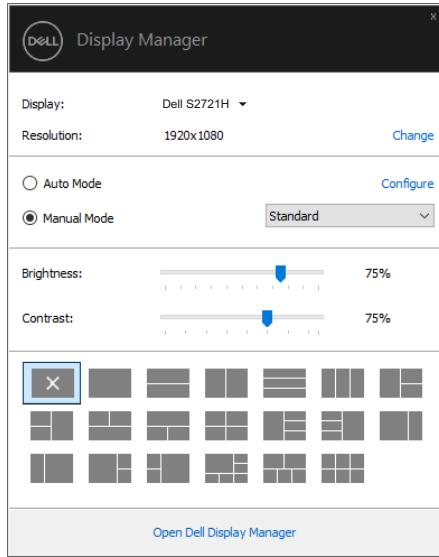 x
DELL Display Manager
Display: Dell S2721H
Resolution: 1920x1080 Change
Auto Mode Configure
Manual Mode Standard
Brightness: 75%
Contrast: 75%
Open Dell Display Manager